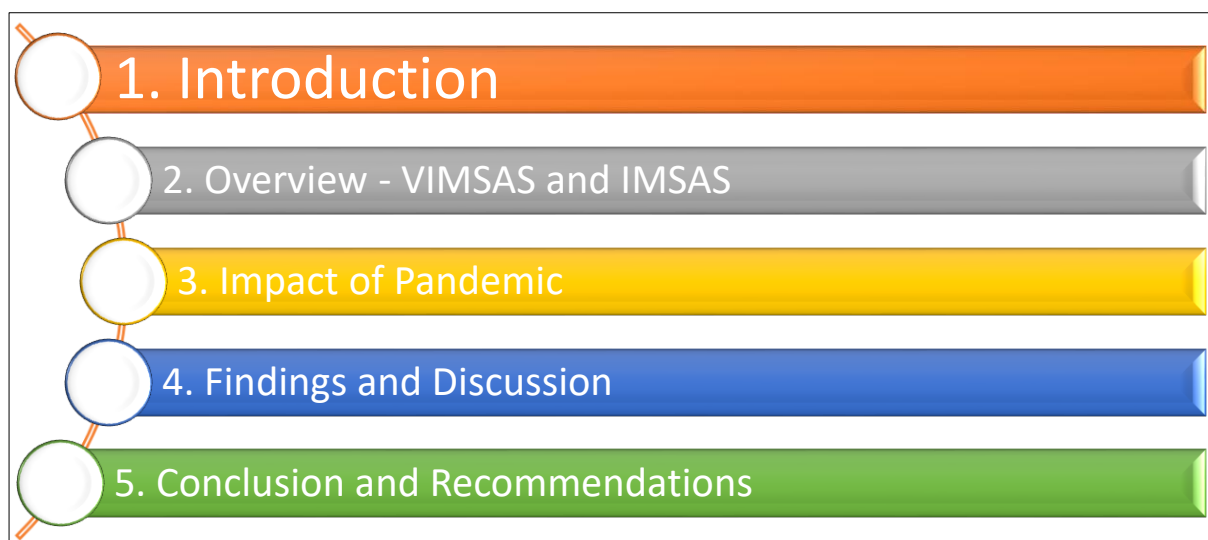 1. Introduction
2. Overview - VIMSAS and IMSAS
3. Impact of Pandemic
4. Findings and Discussion
5. Conclusion and Recommendations